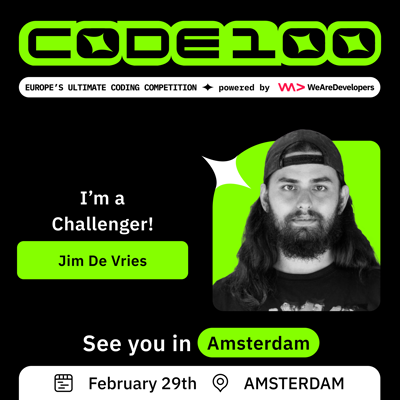 CODE100
EUROPE’S ULTIMATE CODING COMPETITION ✦ powered by WeAreDevelopers
I’m a
Challenger!
Jim De Vries
See you in Amsterdam
February 29th AMSTERDAM